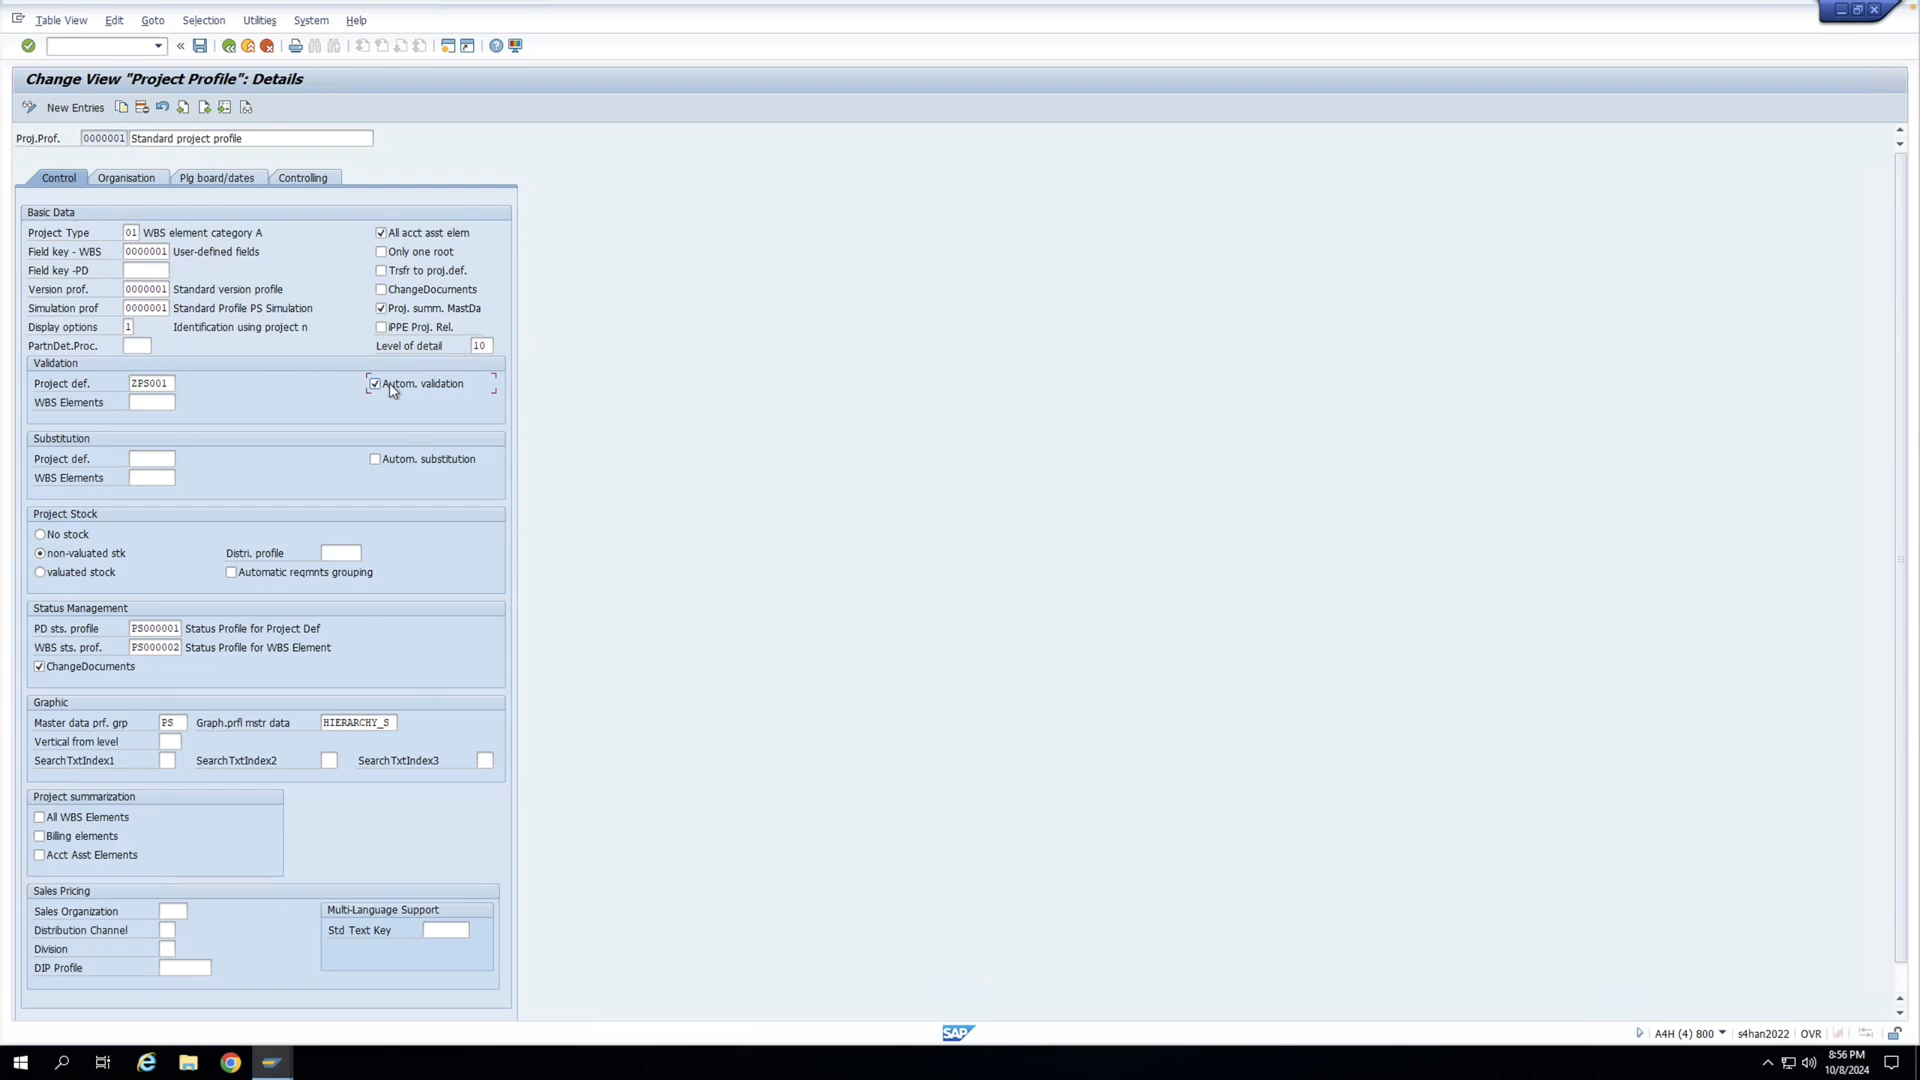 Table View Edit Goto Selection Utilities System Help
Change View "Project Profile": Details
New Entries
Proj.Prof. 0000001 Standard project profile
Control Organisation Plg board/dates Controlling
Basic Data
Project Type 01 WBS element category A All acct asst elem
Field key - WBS 0000001 User-defined fields Only one root
Field key -PD Trsfr to proj.def.
Version prof. 0000001 Standard version profile ChangeDocuments
Simulation prof 0000001 Standard Profile PS Simulation Proj. summ. MastDa
Display options 1 Identification using project n iPPE Proj. Rel.
PartnDet.Proc. Level of detail 10
Validation
Project def. ZPS001 Autom. validation
WBS Elements
Substitution
Project def. Autom. substitution
WBS Elements
Project Stock
No stock
non-valuated stk Distri. profile
valuated stock Automatic reqmnts grouping
Status Management
PD sts. profile PS000001 Status Profile for Project Def
WBS sts. prof. PS000002 Status Profile for WBS Element
ChangeDocuments
Graphic
Master data prf. grp PS Graph.prfl mstr data HIERARCHY_S
Vertical from level
SearchTxtIndex1 SearchTxtIndex2 SearchTxtIndex3
Project summarization
All WBS Elements
Billing elements
Acct Asst Elements
Sales Pricing
Sales Organization Multi-Language Support
Distribution Channel Std Text Key
Division
DIP Profile
SAP A4H (4) 800 s4han2022 OVR
8:56 PM
10/8/2024